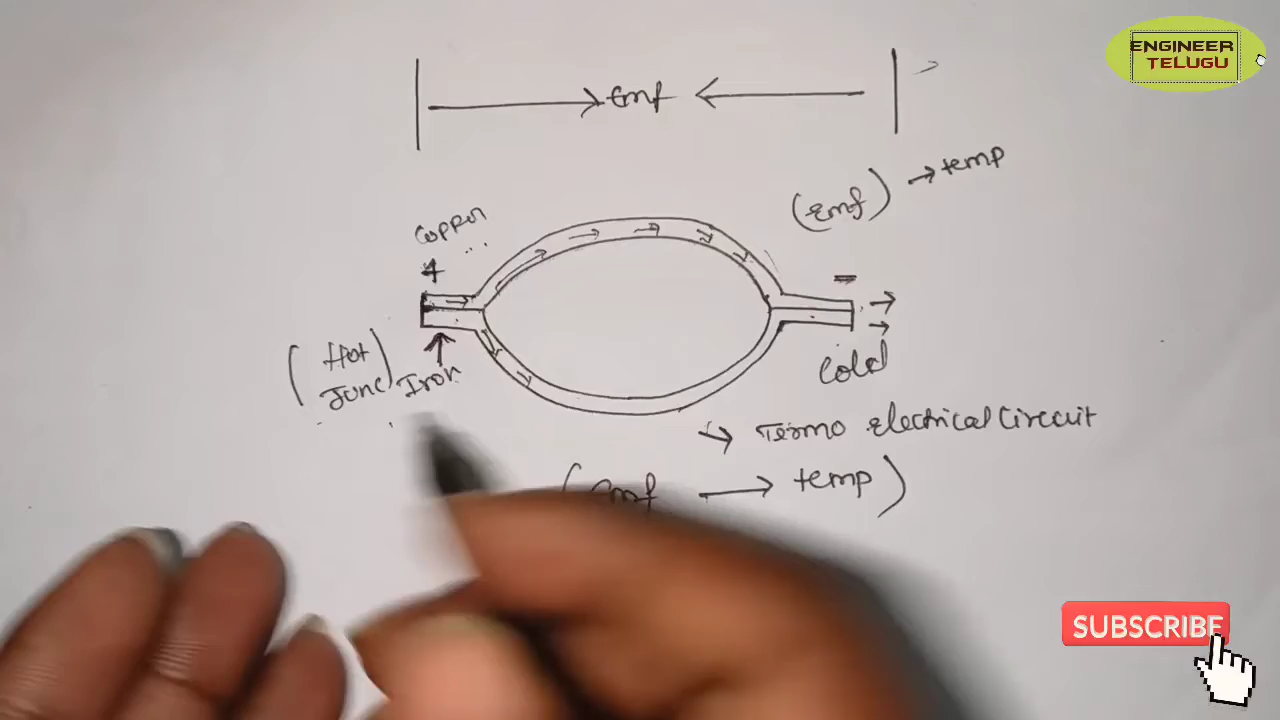 ENGINEER
TELUGU
Emf
(Emf) → temp
Copper
+
-
(Hot
Junc)
Iron
Cold
→ Termo electrical Circuit
(Emf → temp)
SUBSCRIBE